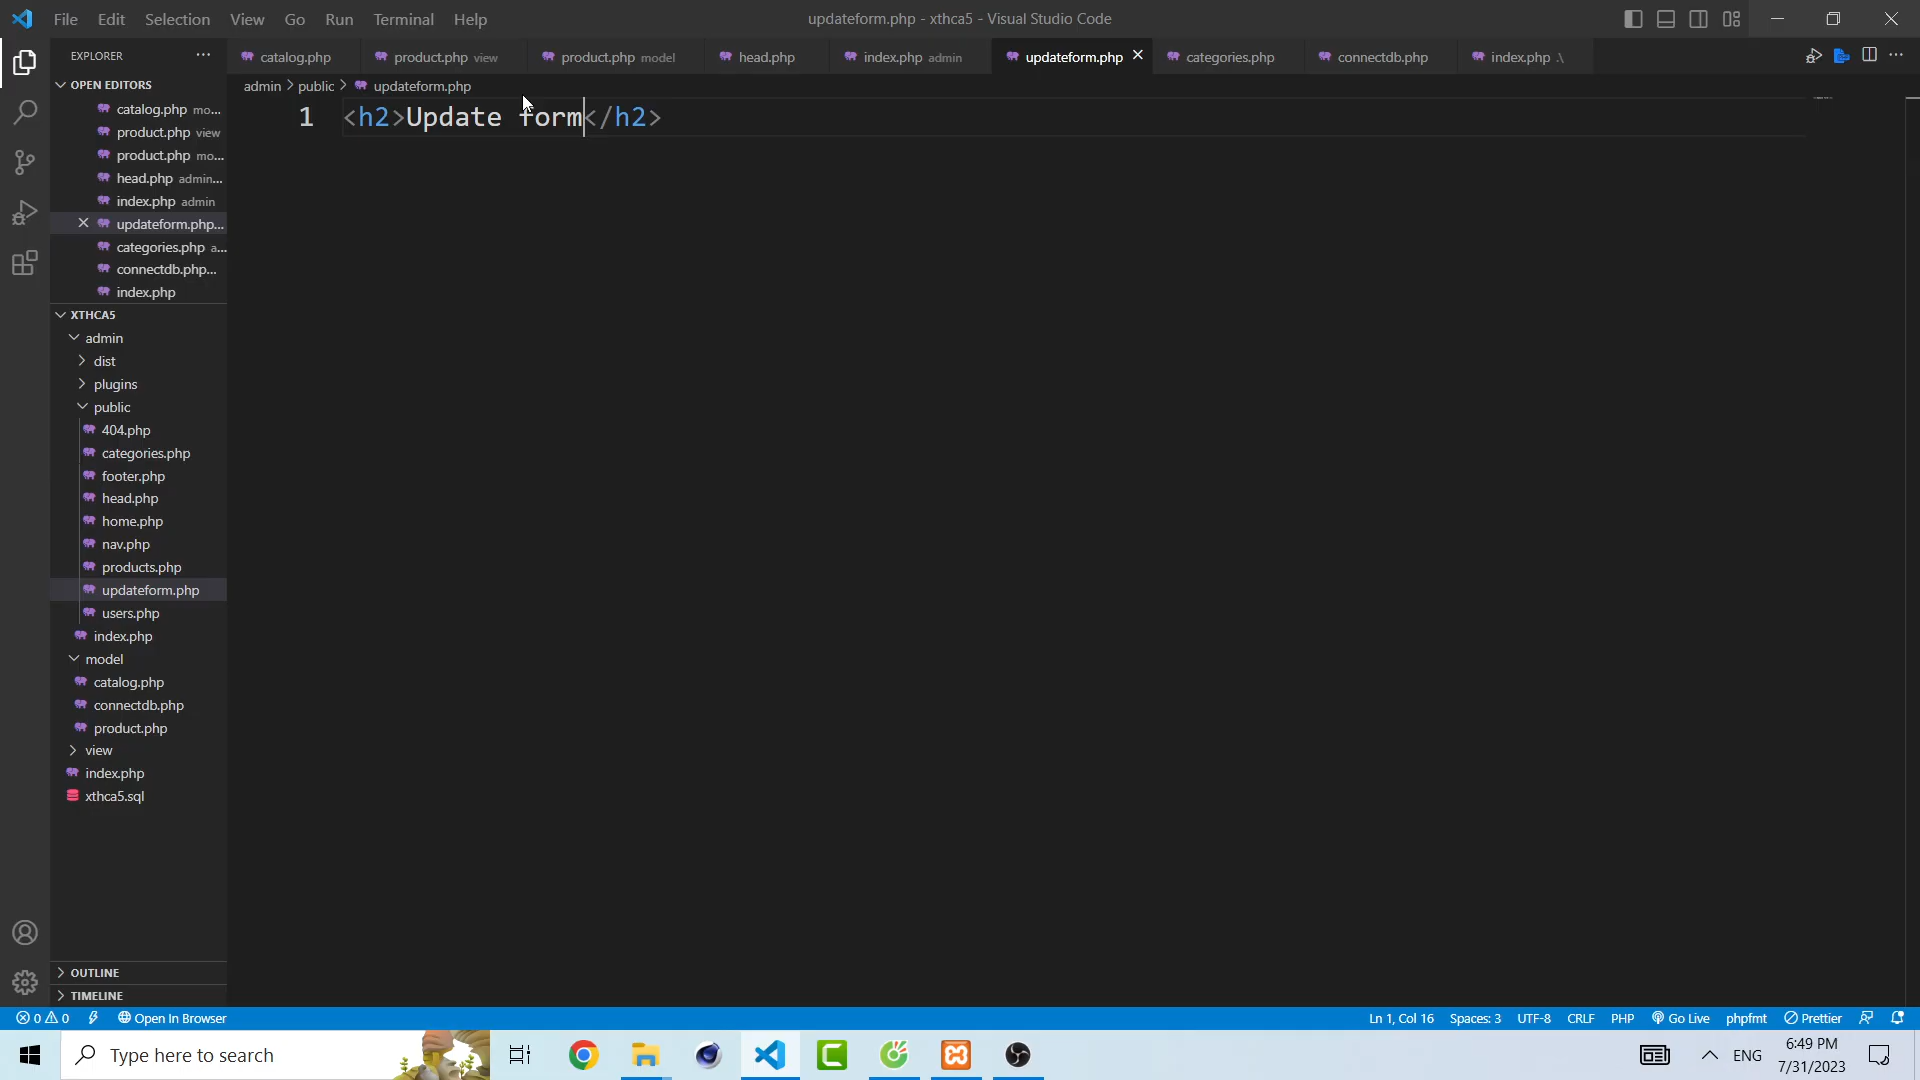 File Edit Selection View Go Run Terminal Help
updateform.php - xthca5 - Visual Studio Code
EXPLORER
catalog.php
product.php view
product.php model
head.php
index.php admin
updateform.php
categories.php
connectdb.php
index.php .\
OPEN EDITORS
admin > public > updateform.php
catalog.php mo...
product.php view
product.php mo...
head.php admin...
index.php admin
updateform.php...
categories.php a...
connectdb.php...
index.php
1 <h2>Update form</h2>
XTHCA5
admin
dist
plugins
public
404.php
categories.php
footer.php
head.php
home.php
nav.php
products.php
updateform.php
users.php
index.php
model
catalog.php
connectdb.php
product.php
view
index.php
xthca5.sql
OUTLINE
TIMELINE
0 0 Open In Browser
Ln 1, Col 16 Spaces: 3 UTF-8 CRLF PHP Go Live phpfmt Prettier
Type here to search
ENG
6:49 PM
7/31/2023